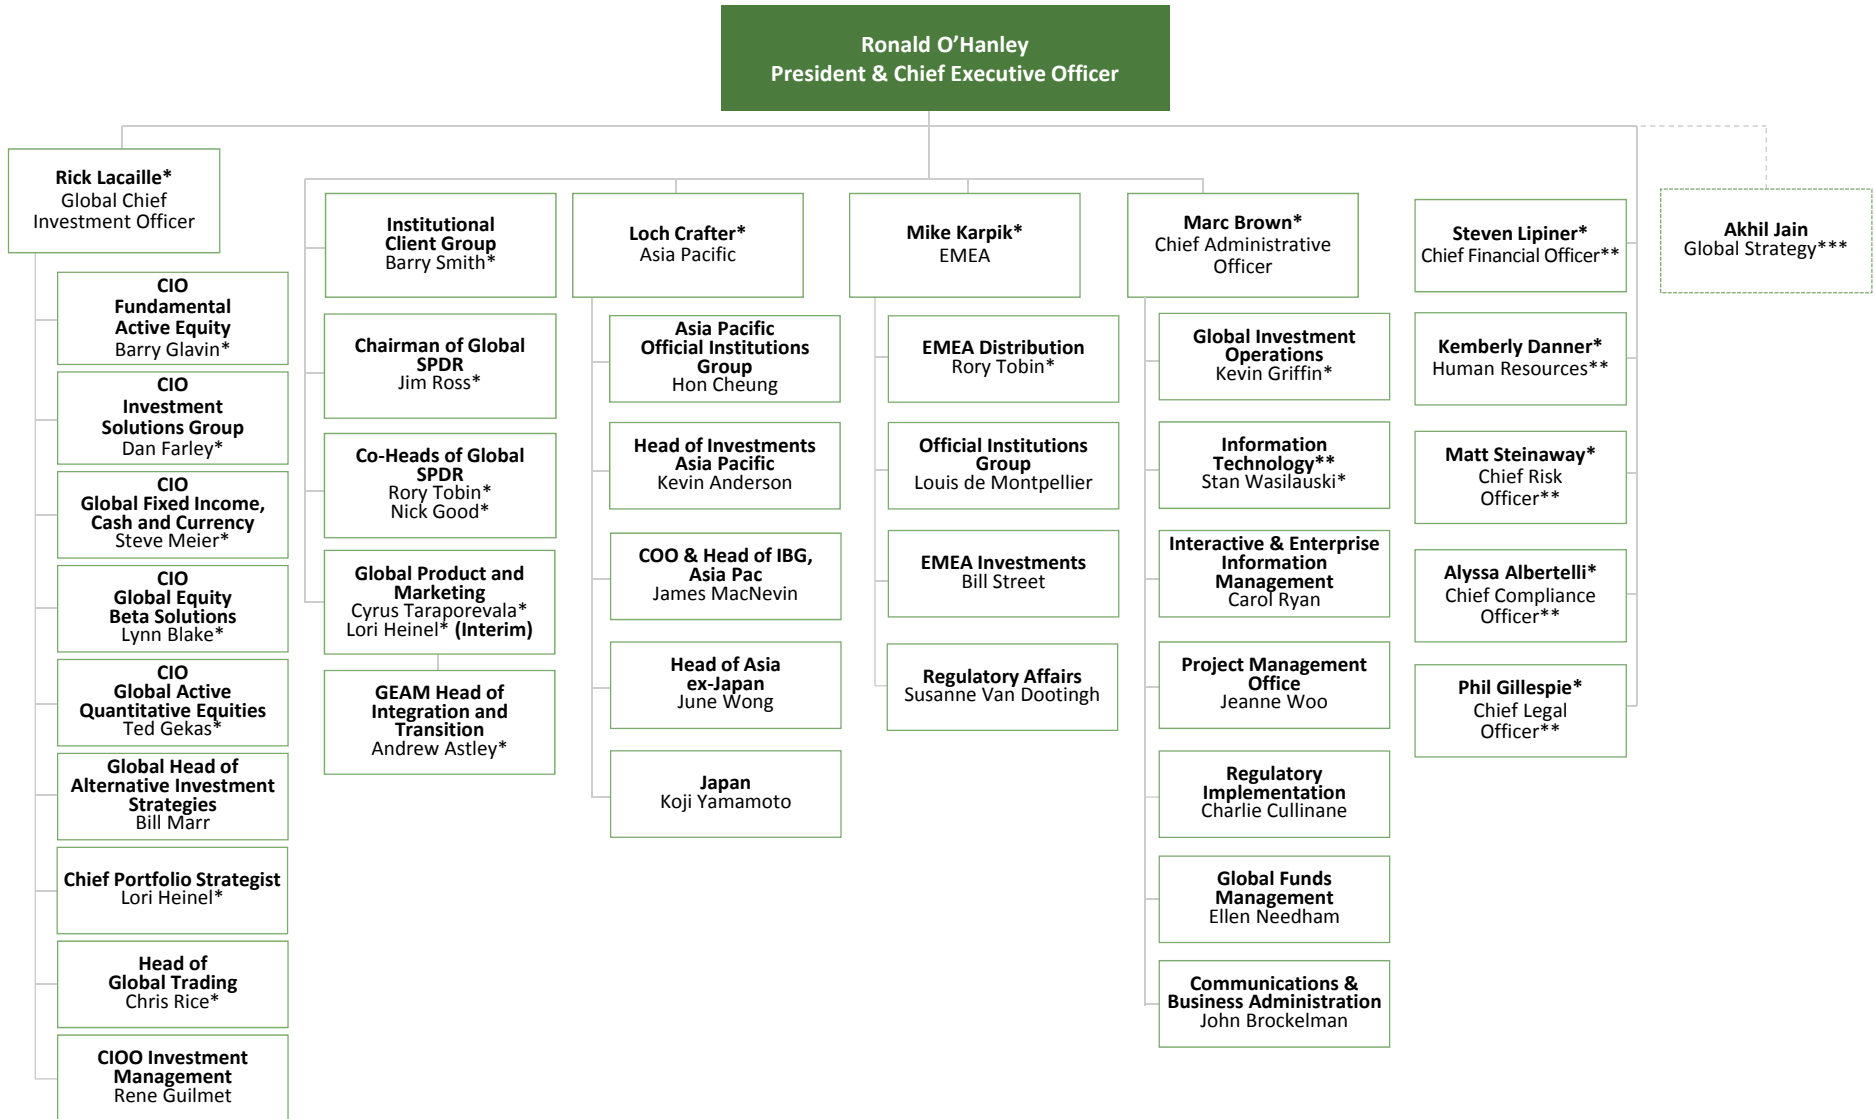 Ronald O'Hanley
President & Chief Executive Officer
Rick Lacaille*
Global Chief
Investment Officer
CIO
Fundamental
Active Equity
Barry Glavin*
CIO
Investment
Solutions Group
Dan Farley*
CIO
Global Fixed Income,
Cash and Currency
Steve Meier*
CIO
Global Equity
Beta Solutions
Lynn Blake*
CIO
Global Active
Quantitative Equities
Ted Gekas*
Global Head of
Alternative Investment
Strategies
Bill Marr
Chief Portfolio Strategist
Lori Heinel*
Head of
Global Trading
Chris Rice*
CIOO Investment
Management
Rene Guilmet
Institutional
Client Group
Barry Smith*
Chairman of Global
SPDR
Jim Ross*
Co-Heads of Global
SPDR
Rory Tobin*
Nick Good*
Global Product and
Marketing
Cyrus Taraporevala*
Lori Heinel* (Interim)
GEAM Head of
Integration and
Transition
Andrew Astley*
Loch Crafter*
Asia Pacific
Asia Pacific
Official Institutions
Group
Hon Cheung
Head of Investments
Asia Pacific
Kevin Anderson
COO & Head of IBG,
Asia Pac
James MacNevin
Head of Asia
ex-Japan
June Wong
Japan
Koji Yamamoto
Mike Karpik*
EMEA
EMEA Distribution
Rory Tobin*
Official Institutions
Group
Louis de Montpellier
EMEA Investments
Bill Street
Regulatory Affairs
Susanne Van Dootingh
Marc Brown*
Chief Administrative
Officer
Global Investment
Operations
Kevin Griffin*
Information
Technology**
Stan Wasilauski*
Interactive & Enterprise
Information
Management
Carol Ryan
Project Management
Office
Jeanne Woo
Regulatory
Implementation
Charlie Cullinane
Global Funds
Management
Ellen Needham
Communications &
Business Administration
John Brockelman
Steven Lipiner*
Chief Financial Officer**
Kemberly Danner*
Human Resources**
Matt Steinaway*
Chief Risk
Officer**
Alyssa Albertelli*
Chief Compliance
Officer**
Phil Gillespie*
Chief Legal
Officer**
Akhil Jain
Global Strategy***